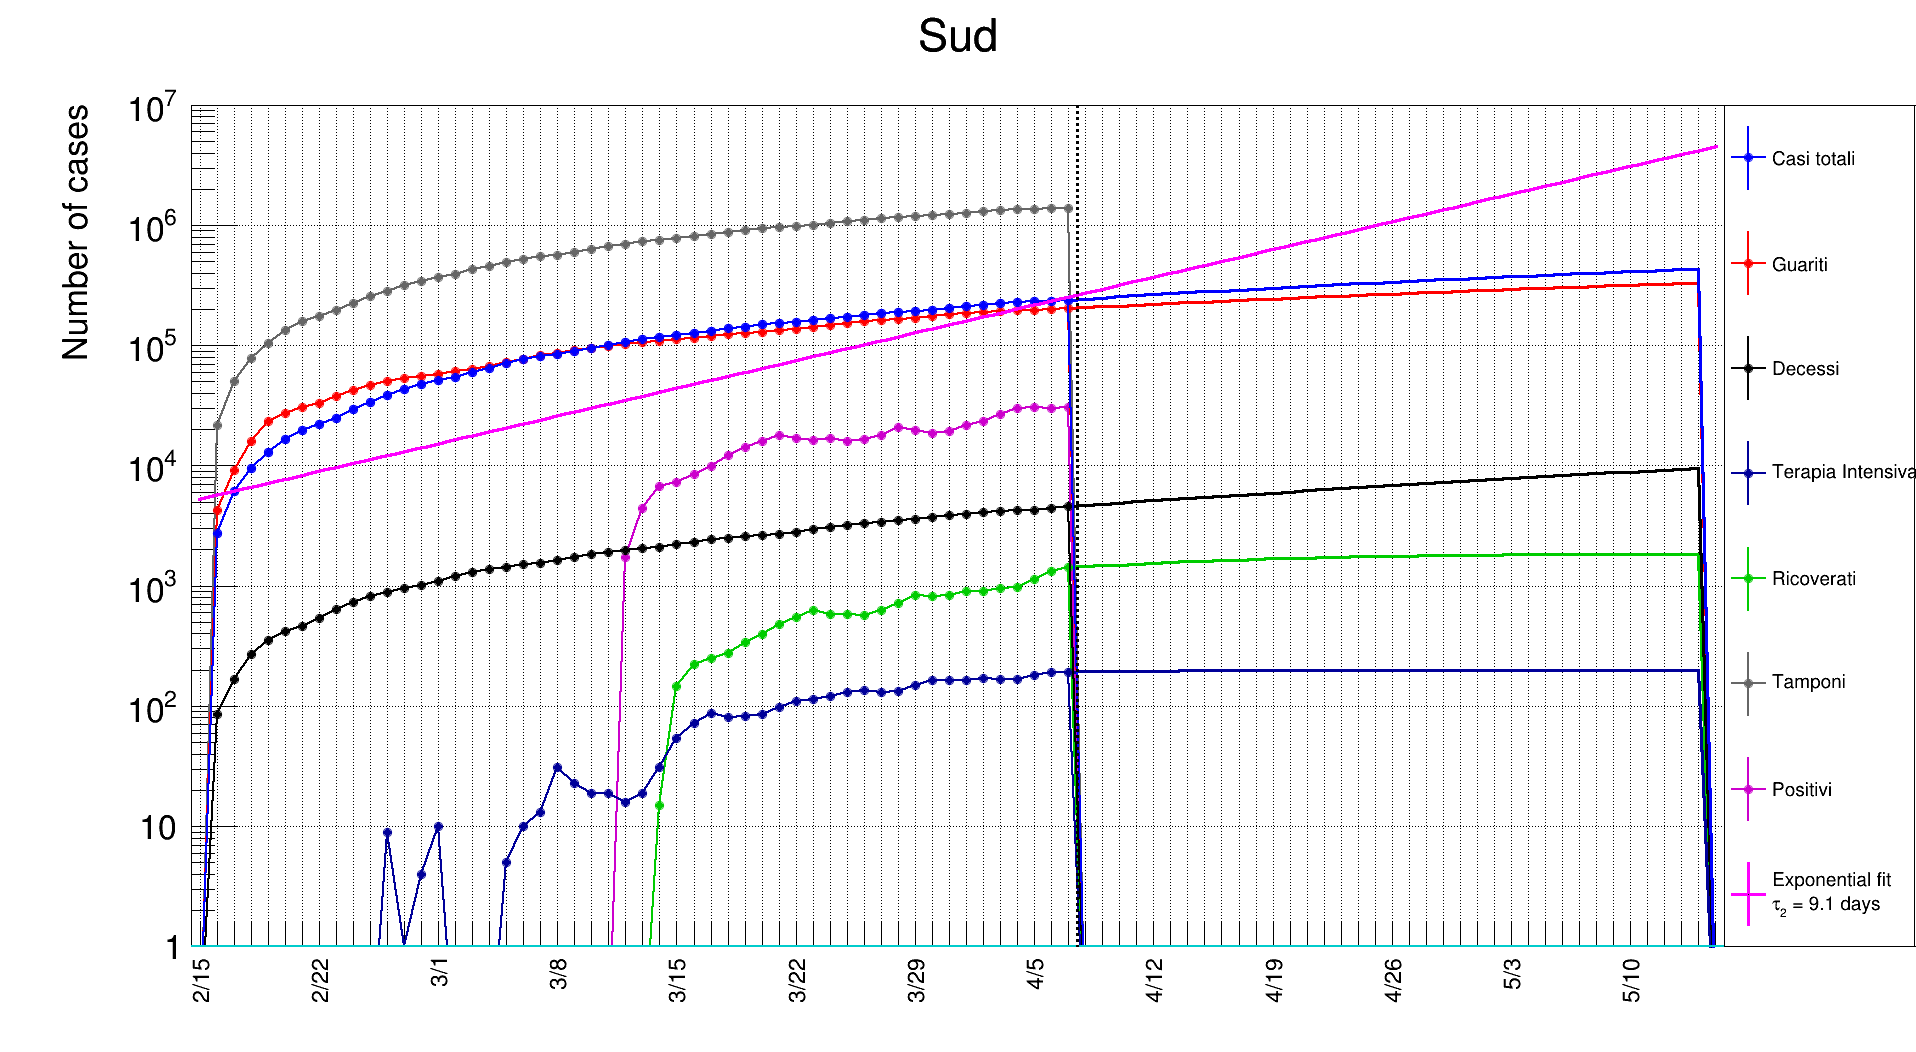 Sud
Number of cases
10^7
10^6
10^5
10^4
10^3
10^2
10
1
2/15
2/22
3/1
3/8
3/15
3/22
3/29
4/5
4/12
4/19
4/26
5/3
5/10
Casi totali
Guariti
Decessi
Terapia Intensiva
Ricoverati
Tamponi
Positivi
Exponential fit
τ₂ = 9.1 days